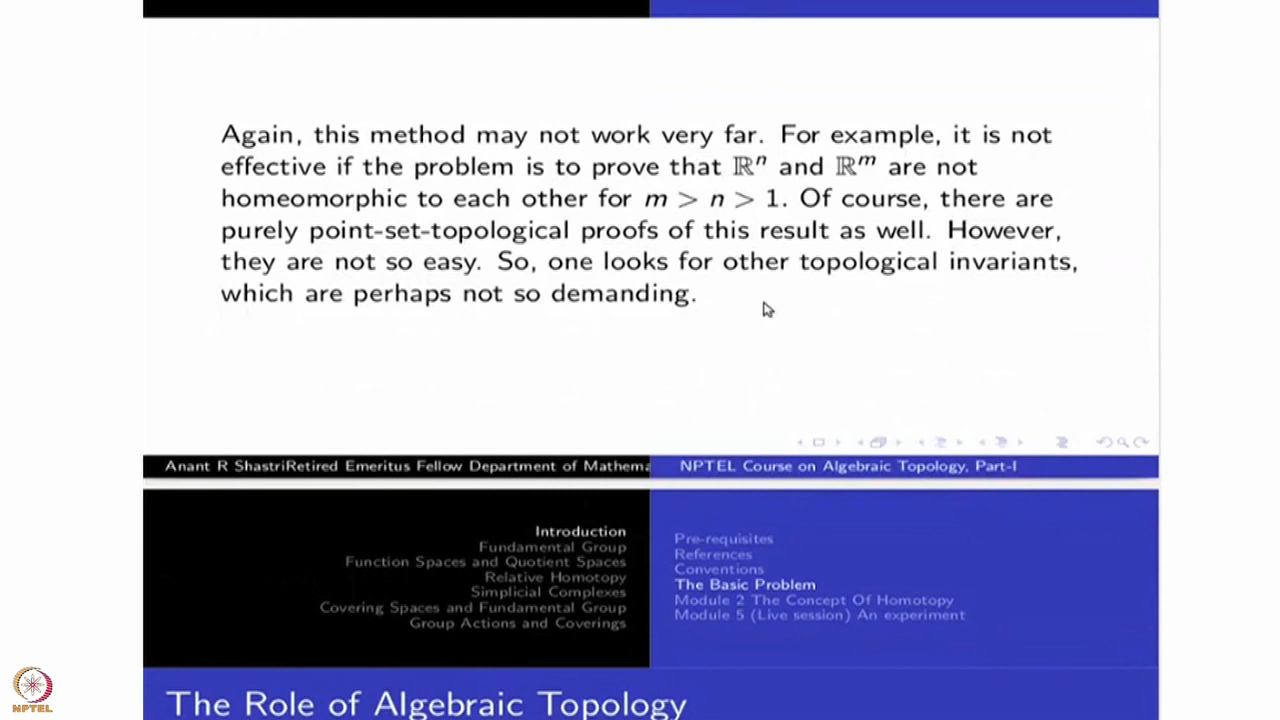 Again, this method may not work very far. For example, it is not
effective if the problem is to prove that ℝⁿ and ℝᵐ are not
homeomorphic to each other for m > n > 1. Of course, there are
purely point-set-topological proofs of this result as well. However,
they are not so easy. So, one looks for other topological invariants,
which are perhaps not so demanding.
Anant R ShastriRetired Emeritus Fellow Department of Mathema
NPTEL Course on Algebraic Topology, Part-I
Introduction
Fundamental Group
Function Spaces and Quotient Spaces
Relative Homotopy
Simplicial Complexes
Covering Spaces and Fundamental Group
Group Actions and Coverings
Pre-requisites
References
Conventions
The Basic Problem
Module 2 The Concept Of Homotopy
Module 5 (Live session) An experiment
The Role of Algebraic Topology
NPTEL